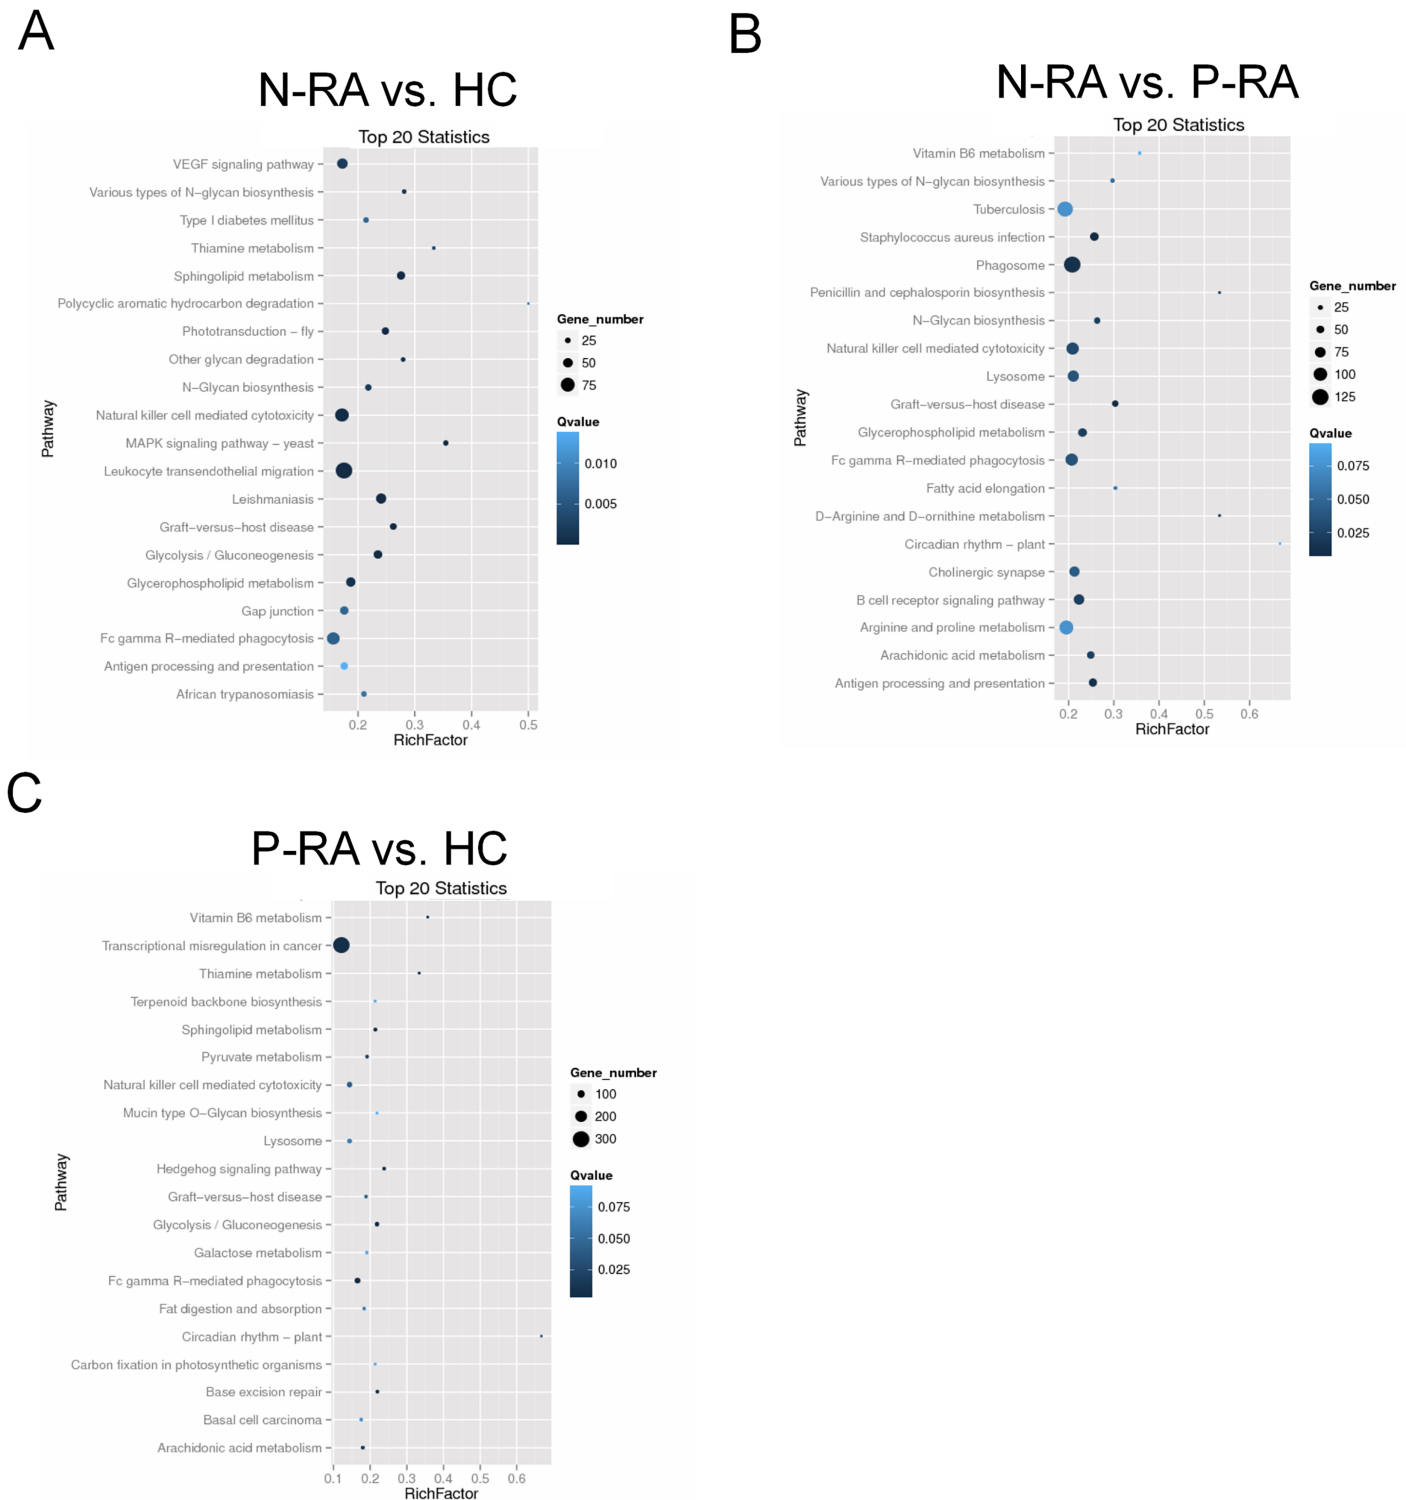 A
N-RA vs. HC
Top 20 Statistics
VEGF signaling pathway
Various types of N−glycan biosynthesis
Type I diabetes mellitus
Thiamine metabolism
Sphingolipid metabolism
Polycyclic aromatic hydrocarbon degradation
Phototransduction − fly
Other glycan degradation
N−Glycan biosynthesis
Natural killer cell mediated cytotoxicity
MAPK signaling pathway − yeast
Leukocyte transendothelial migration
Leishmaniasis
Graft−versus−host disease
Glycolysis / Gluconeogenesis
Glycerophospholipid metabolism
Gap junction
Fc gamma R−mediated phagocytosis
Antigen processing and presentation
African trypanosomiasis
Pathway
0.2 0.3 0.4 0.5
RichFactor
Gene_number
25
50
75
Qvalue
0.010
0.005
B
N-RA vs. P-RA
Top 20 Statistics
Vitamin B6 metabolism
Various types of N−glycan biosynthesis
Tuberculosis
Staphylococcus aureus infection
Phagosome
Penicillin and cephalosporin biosynthesis
N−Glycan biosynthesis
Natural killer cell mediated cytotoxicity
Lysosome
Graft−versus−host disease
Glycerophospholipid metabolism
Fc gamma R−mediated phagocytosis
Fatty acid elongation
D−Arginine and D−ornithine metabolism
Circadian rhythm − plant
Cholinergic synapse
B cell receptor signaling pathway
Arginine and proline metabolism
Arachidonic acid metabolism
Antigen processing and presentation
Pathway
0.2 0.3 0.4 0.5 0.6
RichFactor
Gene_number
25
50
75
100
125
Qvalue
0.075
0.050
0.025
C
P-RA vs. HC
Top 20 Statistics
Vitamin B6 metabolism
Transcriptional misregulation in cancer
Thiamine metabolism
Terpenoid backbone biosynthesis
Sphingolipid metabolism
Pyruvate metabolism
Natural killer cell mediated cytotoxicity
Mucin type O−Glycan biosynthesis
Lysosome
Hedgehog signaling pathway
Graft−versus−host disease
Glycolysis / Gluconeogenesis
Galactose metabolism
Fc gamma R−mediated phagocytosis
Fat digestion and absorption
Circadian rhythm − plant
Carbon fixation in photosynthetic organisms
Base excision repair
Basal cell carcinoma
Arachidonic acid metabolism
Pathway
0.1 0.2 0.3 0.4 0.5 0.6
RichFactor
Gene_number
100
200
300
Qvalue
0.075
0.050
0.025